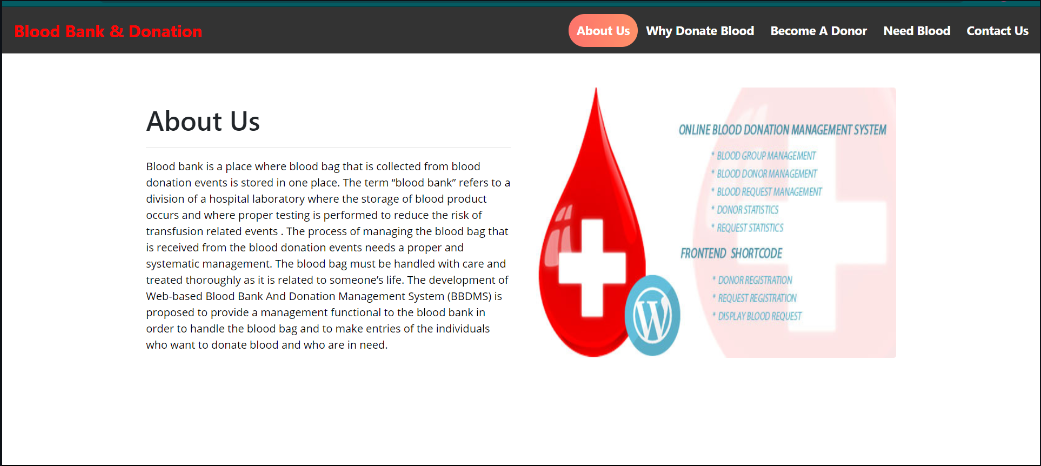 Blood Bank & Donation
About Us
Why Donate Blood
Become A Donor
Need Blood
Contact Us
About Us
Blood bank is a place where blood bag that is collected from blood
donation events is stored in one place. The term “blood bank” refers to a
division of a hospital laboratory where the storage of blood product
occurs and where proper testing is performed to reduce the risk of
transfusion related events . The process of managing the blood bag that
is received from the blood donation events needs a proper and
systematic management. The blood bag must be handled with care and
treated thoroughly as it is related to someone's life. The development of
Web-based Blood Bank And Donation Management System (BBDMS) is
proposed to provide a management functional to the blood bank in
order to handle the blood bag and to make entries of the individuals
who want to donate blood and who are in need.
ONLINE BLOOD DONATION MANAGEMENT SYSTEM
* BLOOD GROUP MANAGEMENT
* BLOOD DONOR MANAGEMENT
* BLOOD REQUEST MANAGEMENT
* DONOR STATISTICS
* REQUEST STATISTICS
FRONTEND SHORTCODE
* DONOR REGISTRATION
* REQUEST REGISTRATION
* DISPLAY BLOOD REQUEST